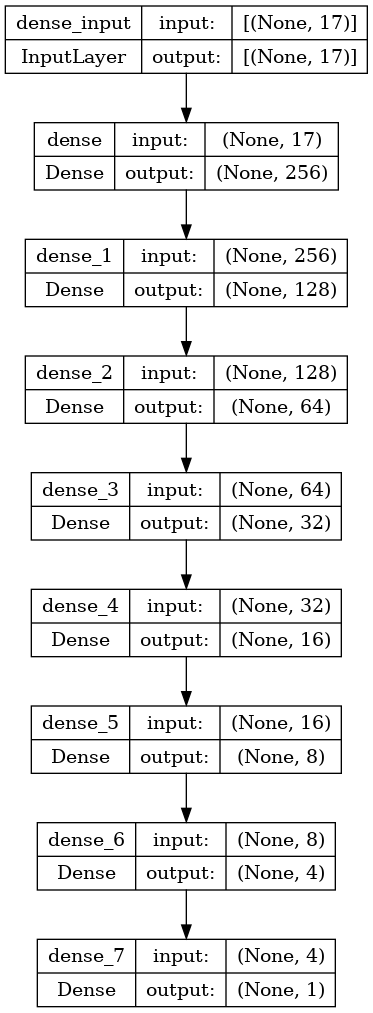 dense_input input: [(None, 17)]
InputLayer output: [(None, 17)]
dense input: (None, 17)
Dense output: (None, 256)
dense_1 input: (None, 256)
Dense output: (None, 128)
dense_2 input: (None, 128)
Dense output: (None, 64)
dense_3 input: (None, 64)
Dense output: (None, 32)
dense_4 input: (None, 32)
Dense output: (None, 16)
dense_5 input: (None, 16)
Dense output: (None, 8)
dense_6 input: (None, 8)
Dense output: (None, 4)
dense_7 input: (None, 4)
Dense output: (None, 1)